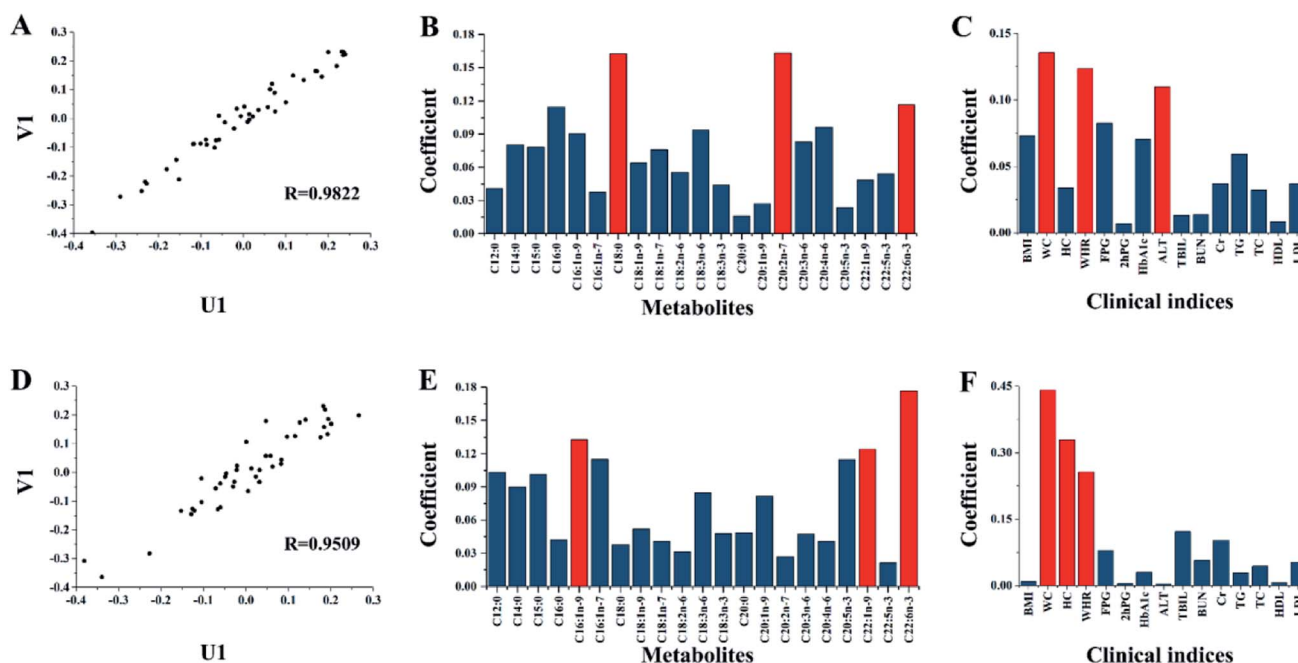 A
0.3
0.2
0.1
0.0
-0.1
-0.2
-0.3
-0.4
V1
R=0.9822
-0.4 -0.3 -0.2 -0.1 0.0 0.1 0.2 0.3
U1
B
0.18
0.15
0.12
0.09
0.06
0.03
0.00
Coefficient
C12:0 C14:0 C15:0 C16:0 C16:1n-9 C16:1n-7 C18:0 C18:1n-9 C18:1n-7 C18:2n-6 C18:3n-6 C18:3n-3 C20:0 C20:1n-9 C20:2n-7 C20:3n-6 C20:4n-6 C20:5n-3 C22:1n-9 C22:5n-3 C22:6n-3
Metabolites
C
0.15
0.10
0.05
0.00
Coefficient
BMI WC HC WHR FPG 2hPG HbA1c ALT TBIL BUN Cr TG TC HDL
Clinical indices
D
0.3
0.2
0.1
0.0
-0.1
-0.2
-0.3
-0.4
V1
R=0.9509
-0.4 -0.3 -0.2 -0.1 0.0 0.1 0.2 0.3
U1
E
0.18
0.15
0.12
0.09
0.06
0.03
0.00
Coefficient
C12:0 C14:0 C15:0 C16:0 C16:1n-9 C16:1n-7 C18:0 C18:1n-9 C18:1n-7 C18:2n-6 C18:3n-6 C18:3n-3 C20:0 C20:1n-9 C20:2n-7 C20:3n-6 C20:4n-6 C20:5n-3 C22:1n-9 C22:5n-3 C22:6n-3
Metabolites
F
0.45
0.30
0.15
0.00
Coefficient
BMI WC HC WHR FPG 2hPG HbA1c ALT TBIL BUN Cr TG TC HDL
Clinical indices